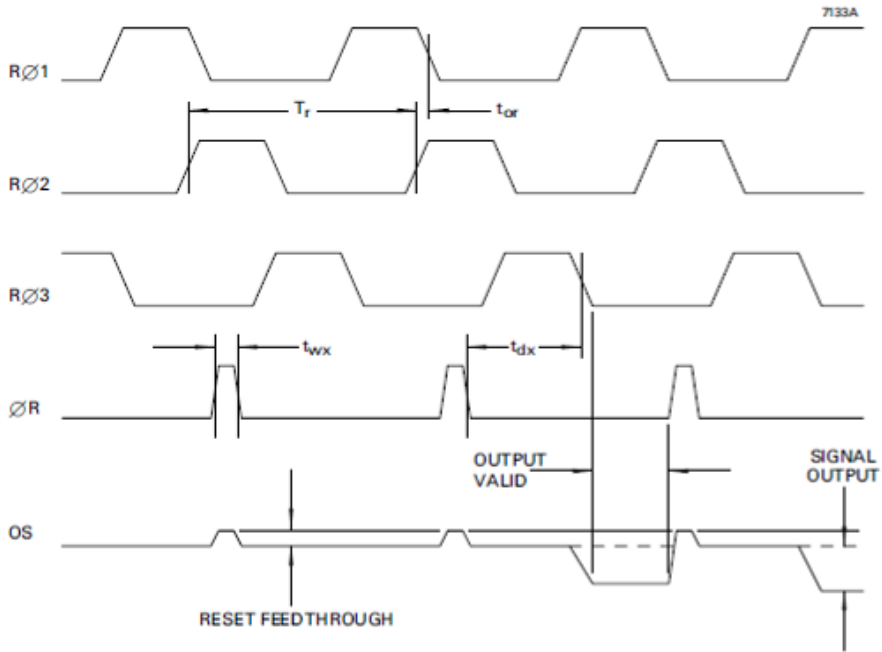 7133A
RØ1
Tr
tor
RØ2
RØ3
twx
tdx
ØR
OUTPUT
VALID
SIGNAL
OUTPUT
OS
RESET FEEDTHROUGH